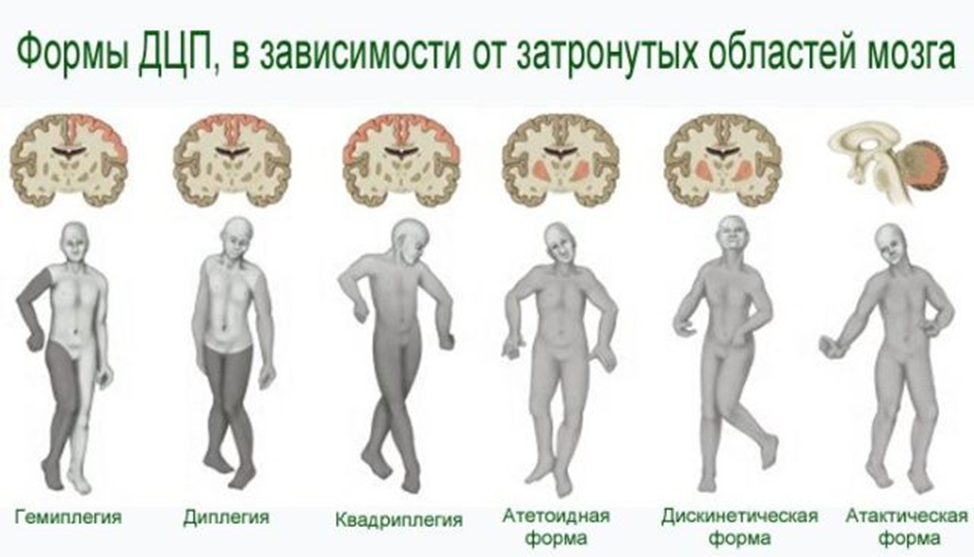 Формы ДЦП, в зависимости от затронутых областей мозга
Гемиплегия
Диплегия
Квадриплегия
Атетоидная
форма
Дискинетическая
форма
Атактическая
форма